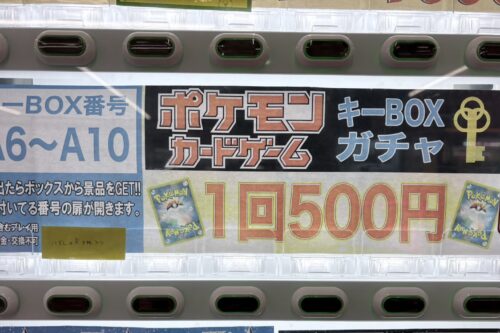 キーBOX番号
A6～A10
出たらボックスから景品をGET!!
付いてる番号の扉が開きます。
ポケモン
カードゲーム
キーBOX
ガチャ
1回500円